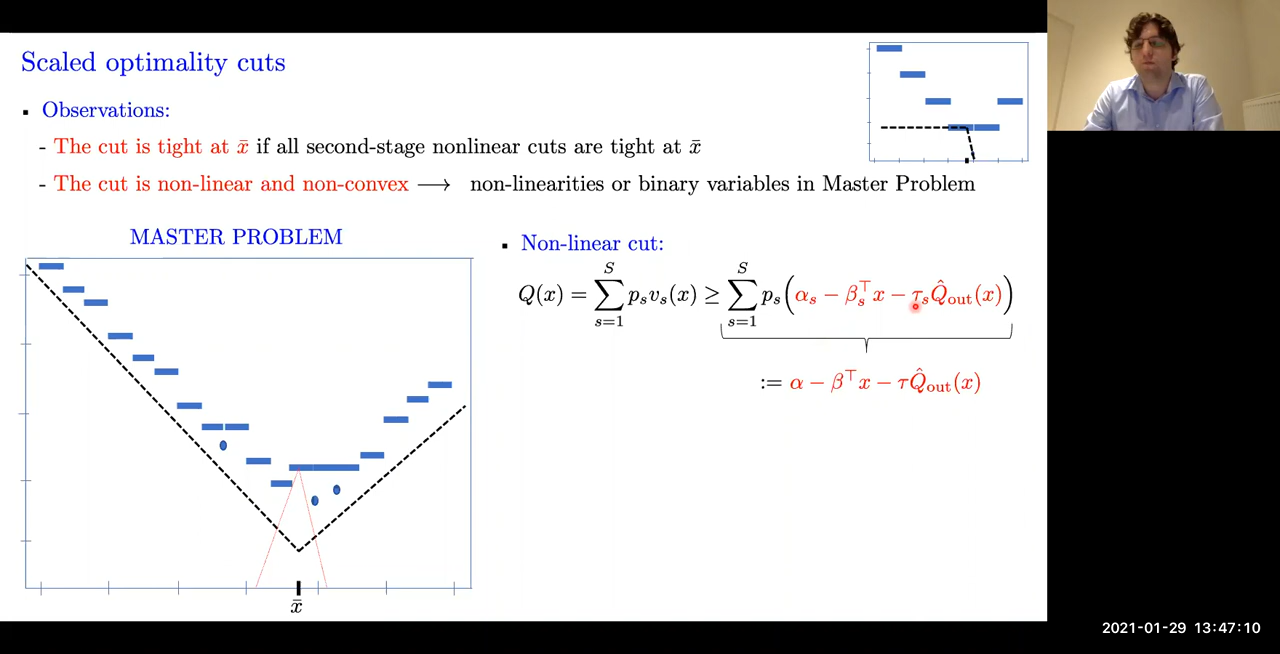 Scaled optimality cuts
▪ Observations:
- The cut is tight at x̄ if all second-stage nonlinear cuts are tight at x̄
- The cut is non-linear and non-convex ⟶ non-linearities or binary variables in Master Problem
MASTER PROBLEM
▪ Non-linear cut:
Q(x) = ∑_{s=1}^{S} p_s v_s(x) ≥ ∑_{s=1}^{S} p_s(α_s − β_s^⊤ x − τ_s Q̂_out(x))
:= α − β^⊤ x − τQ̂_out(x)
x̄
2021-01-29 13:47:10